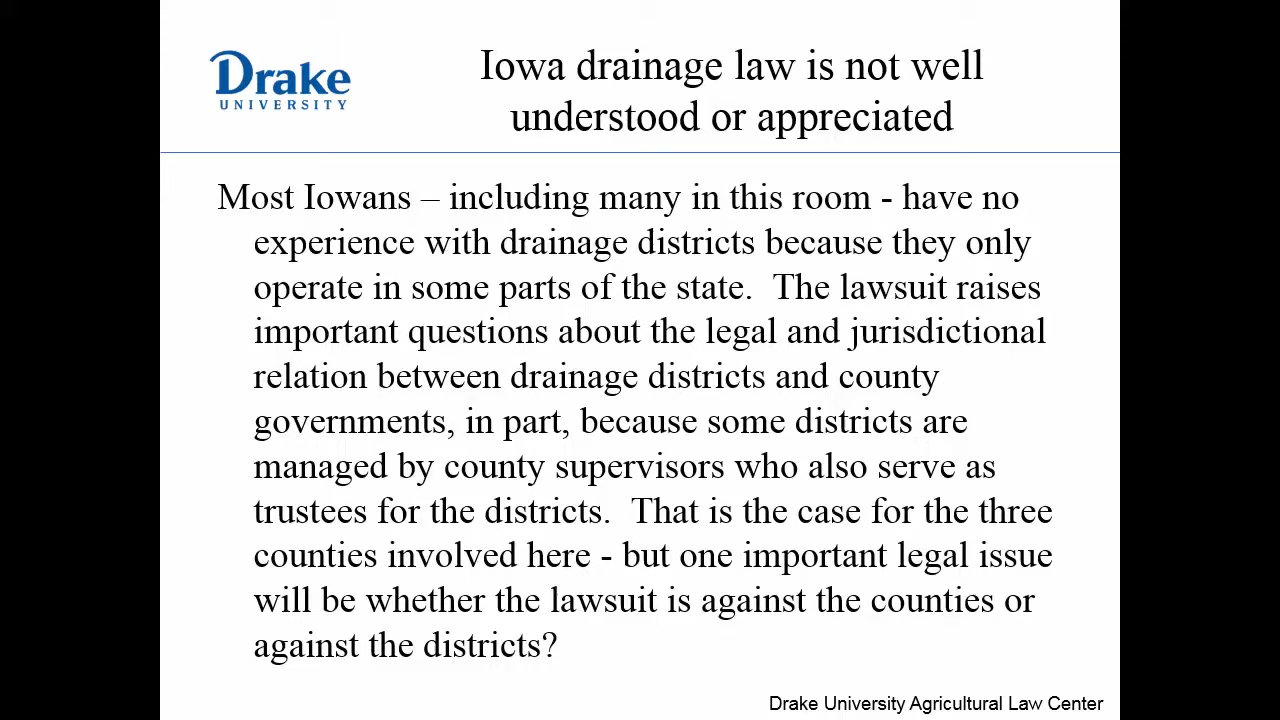 Drake
UNIVERSITY
Iowa drainage law is not well
understood or appreciated
Most Iowans – including many in this room - have no
experience with drainage districts because they only
operate in some parts of the state.  The lawsuit raises
important questions about the legal and jurisdictional
relation between drainage districts and county
governments, in part, because some districts are
managed by county supervisors who also serve as
trustees for the districts.  That is the case for the three
counties involved here - but one important legal issue
will be whether the lawsuit is against the counties or
against the districts?
Drake University Agricultural Law Center